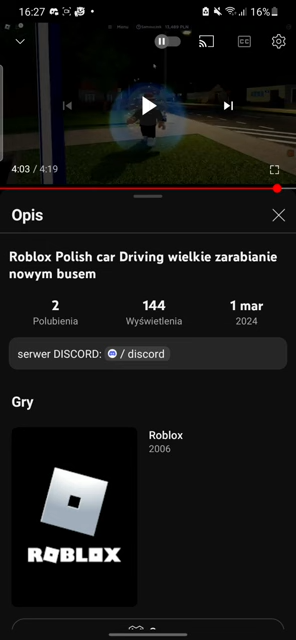 16:27
16%
4:03 / 4:19
Opis
Roblox Polish car Driving wielkie zarabianie
nowym busem
2
144
1 mar
Polubienia
Wyświetlenia
2024
serwer DISCORD: / discord
Gry
Roblox
2006
ROBLOX